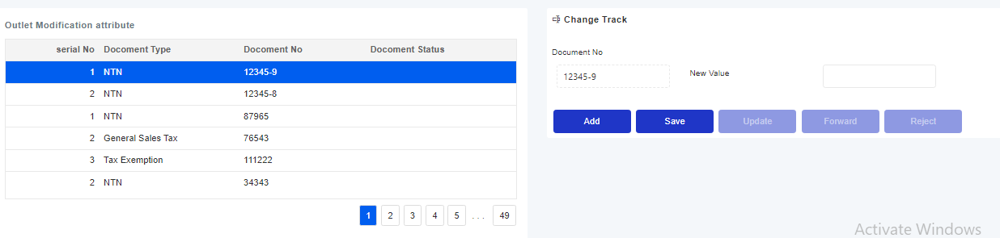 Outlet Modification attribute
serial No Docoment Type Docoment No Docoment Status
1 NTN 12345-9
2 NTN 12345-8
1 NTN 87965
2 General Sales Tax 76543
3 Tax Exemption 111222
2 NTN 34343
1 2 3 4 5 ... 49
Change Track
Document No
12345-9 New Value
Add Save Update Forward Reject
Activate Windows